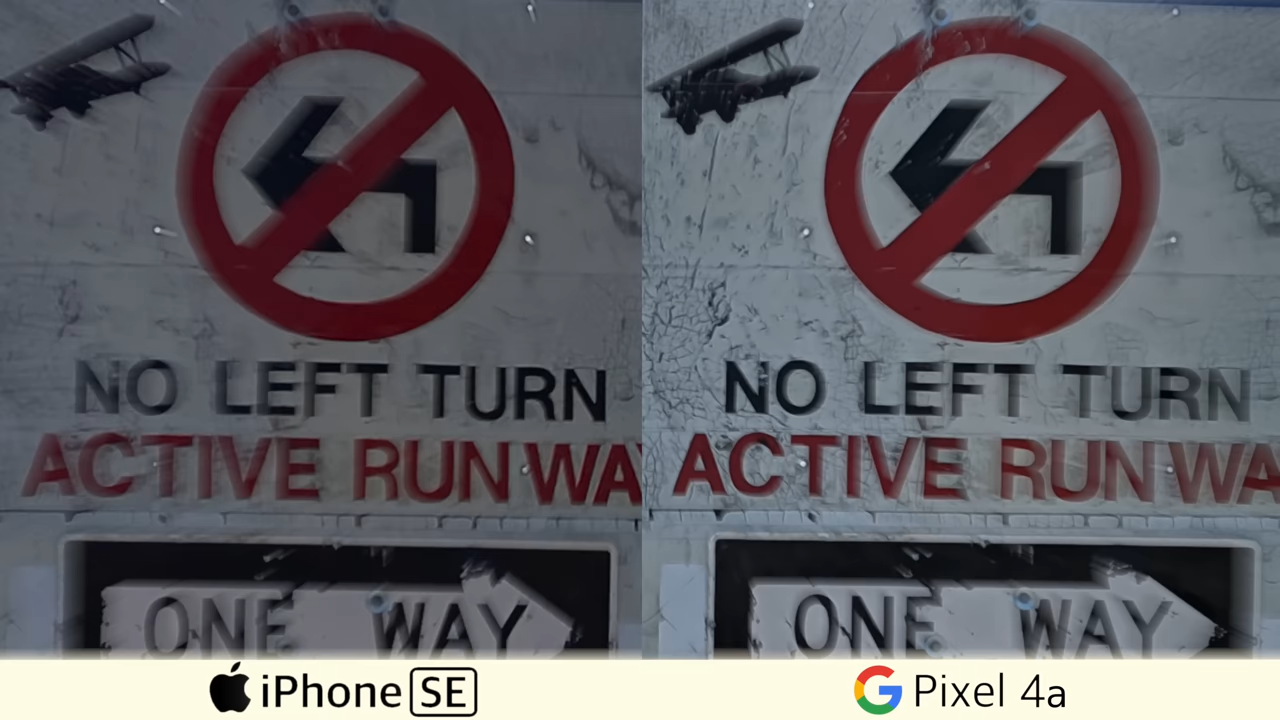 NO LEFT TURN
ACTIVE RUNWA
ONE WAY
NO LEFT TURN
ACTIVE RUNWA
ONE WAY
iPhone SE
Pixel 4a